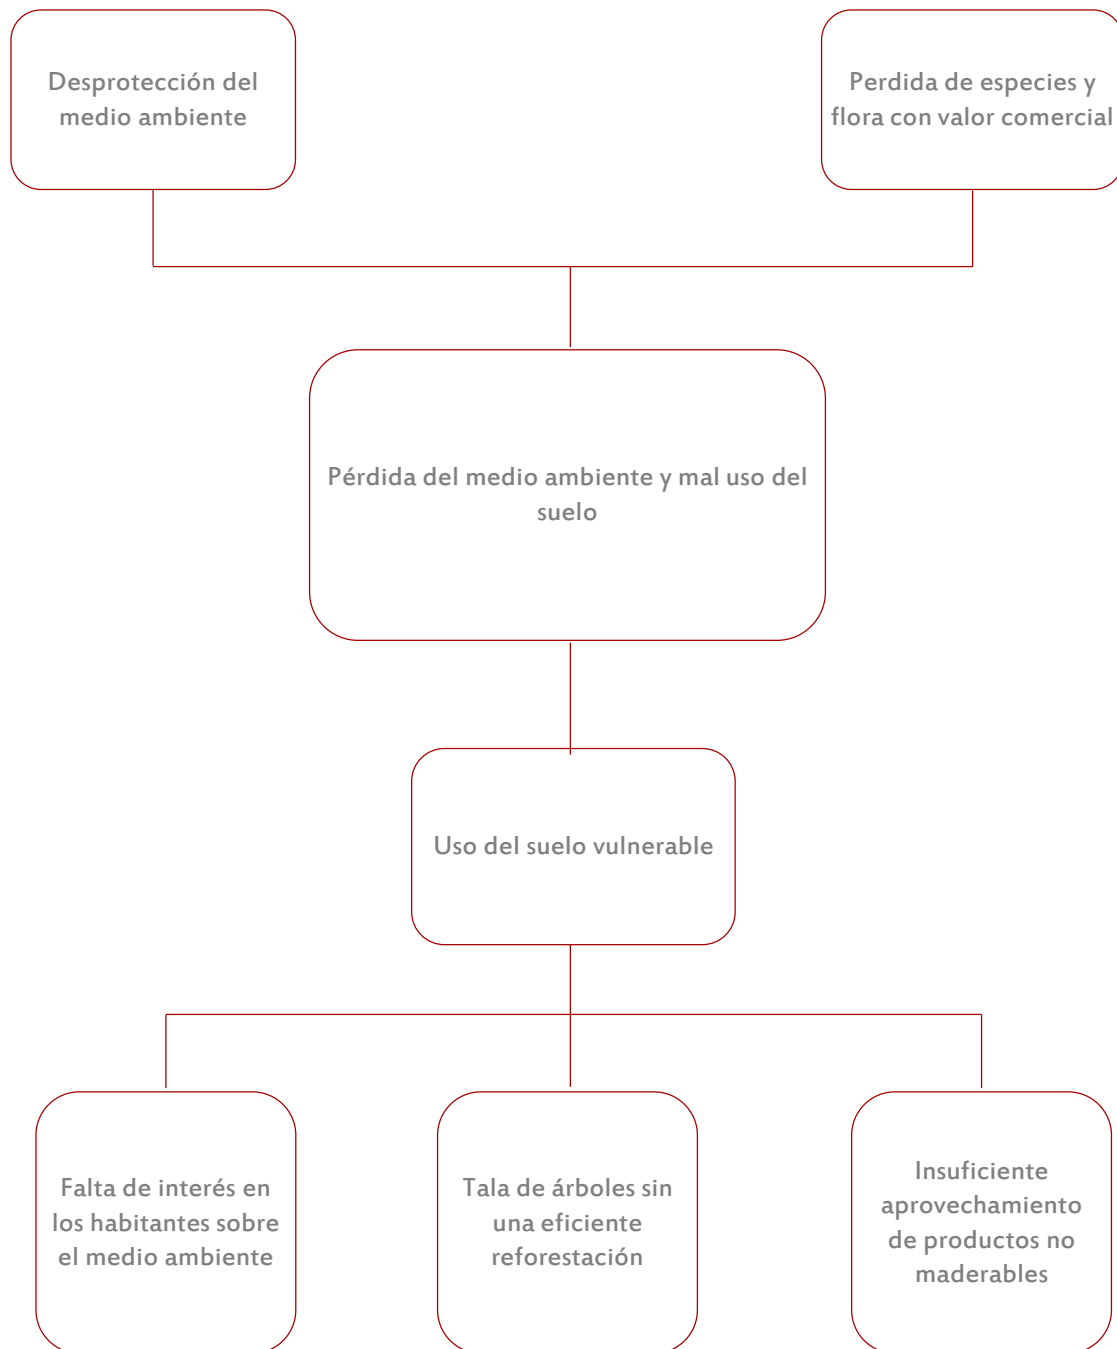 Desprotección del
medio ambiente
Perdida de especies y
flora con valor comercial
Pérdida del medio ambiente y mal uso del
suelo
Uso del suelo vulnerable
Falta de interés en
los habitantes sobre
el medio ambiente
Tala de árboles sin
una eficiente
reforestación
Insuficiente
aprovechamiento
de productos no
maderables